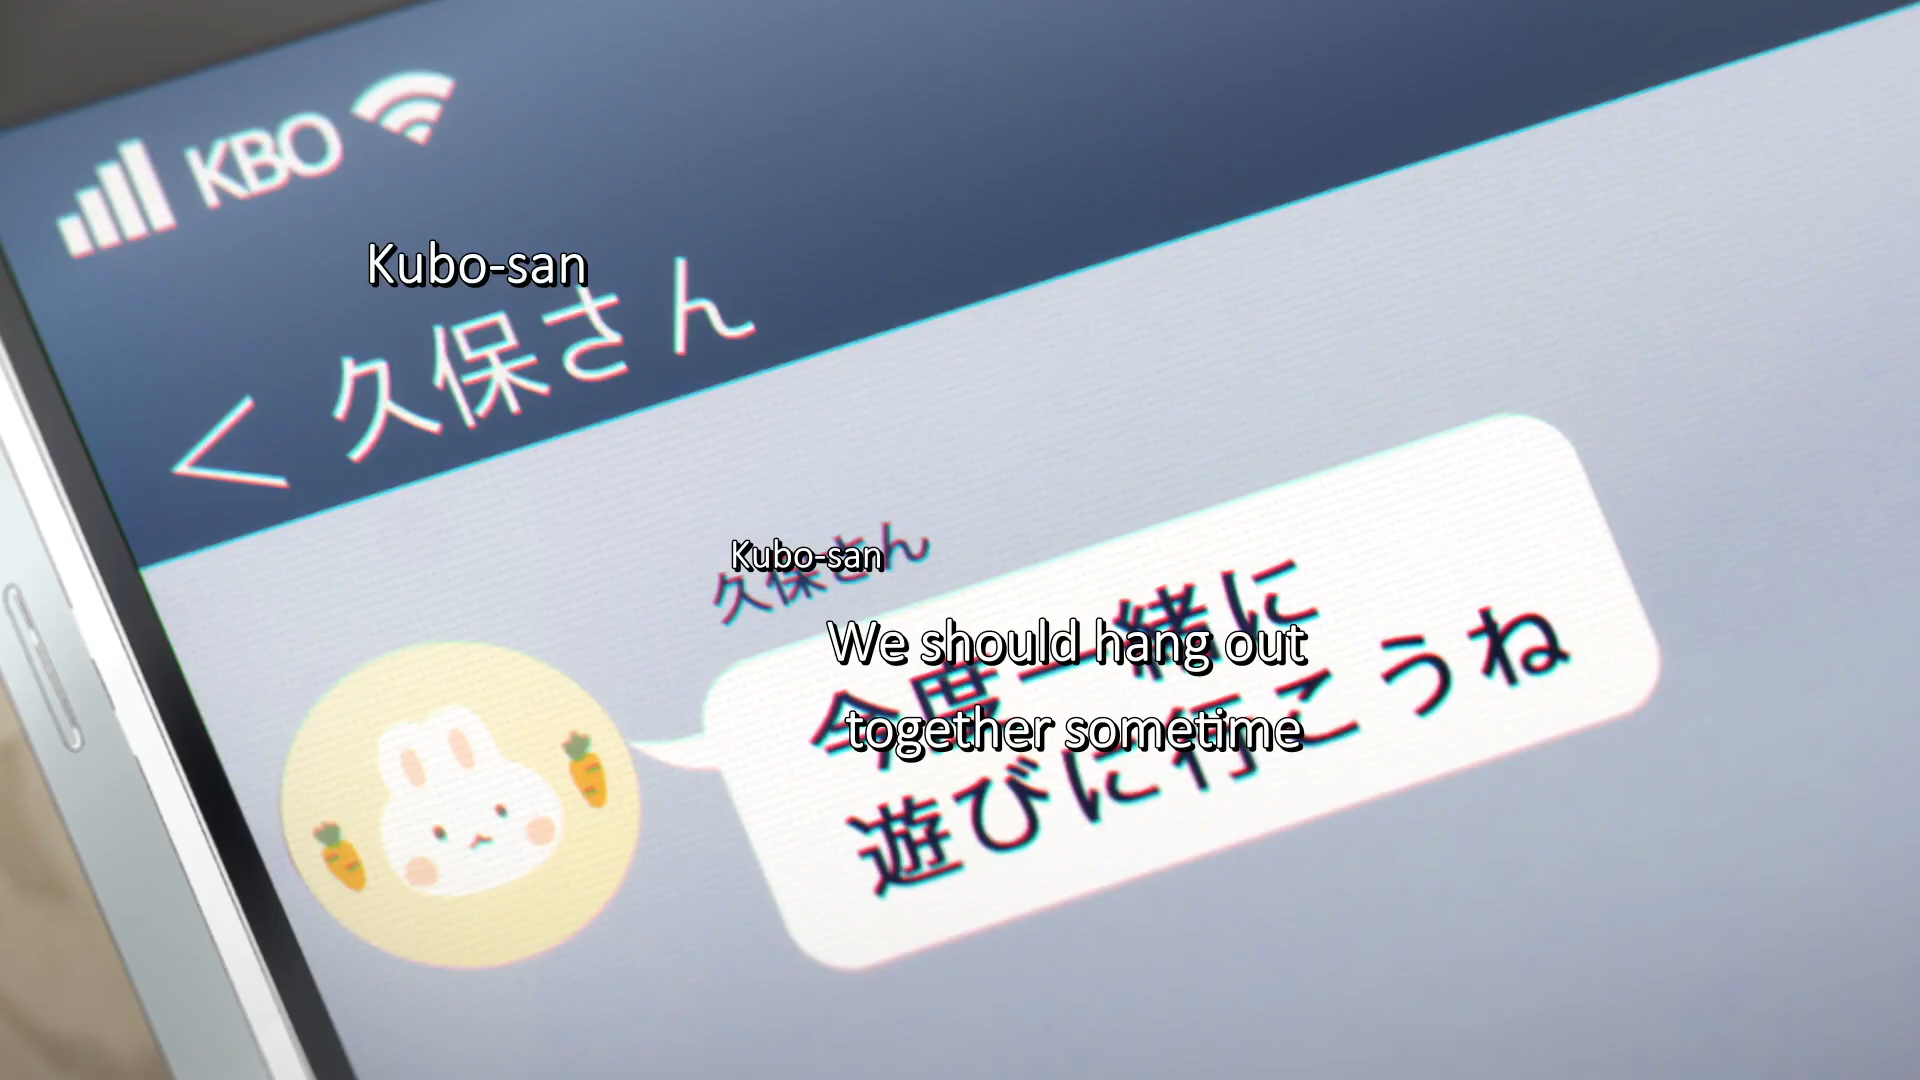 KBO
Kubo-san
< 久保さん
Kubo-san
久保さん
We should hang out
together sometime
今度一緒に
遊びに行こうね